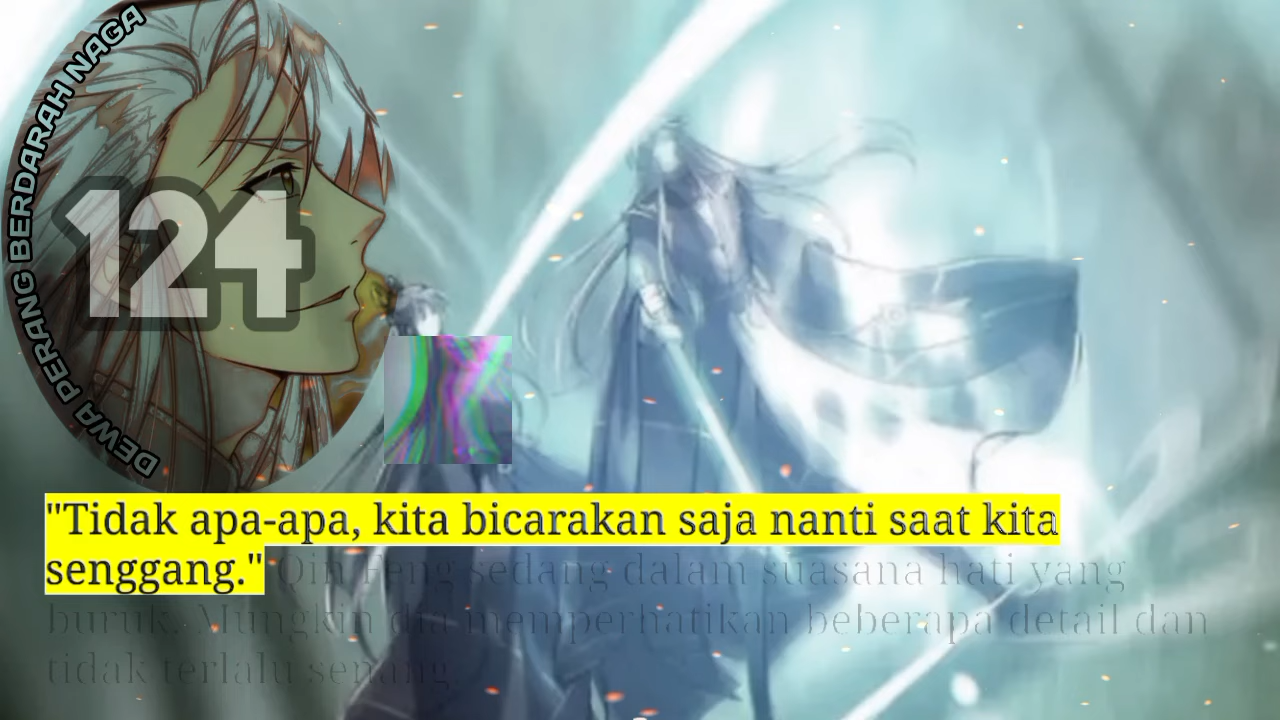 DEWA PERANG BERDARAH NAGA
124
"Tidak apa-apa, kita bicarakan saja nanti saat kita
senggang." Qin Feng sedang dalam suasana hati yang
buruk. Mungkin dia memperhatikan beberapa detail dan
tidak terlalu senang